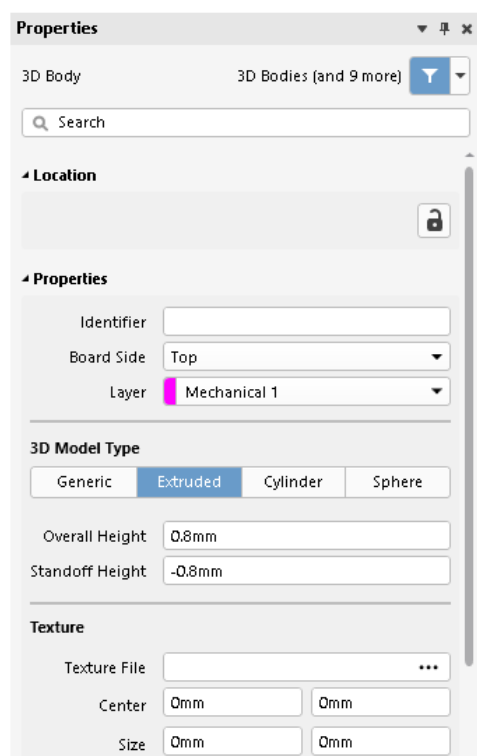 Properties
3D Body 3D Bodies (and 9 more)
Search
Location
Properties
Identifier
Board Side Top
Layer Mechanical 1
3D Model Type
Generic Extruded Cylinder Sphere
Overall Height 0.8mm
Standoff Height -0.8mm
Texture
Texture File •••
Center 0mm 0mm
Size 0mm 0mm